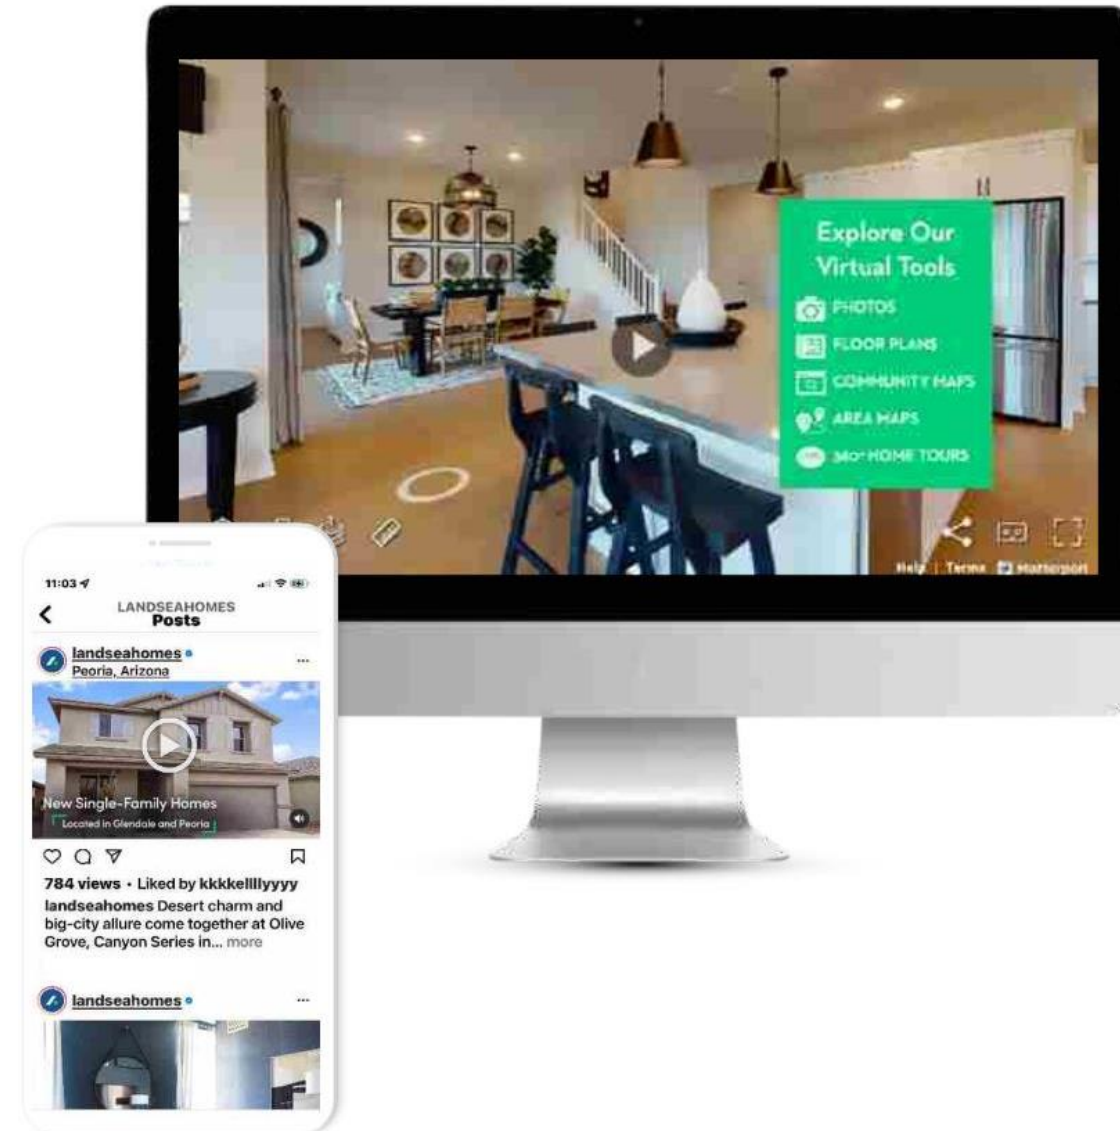 Explore Our
Virtual Tools
PHOTOS
FLOOR PLANS
COMMUNITY MAPS
AREA MAPS
360° HOME TOURS
Help | Terms Matterport
11:03
LANDSEAHOMES
Posts
landseahomes
Peoria, Arizona
...
New Single-Family Homes
Located in Glendale and Peoria
784 views • Liked by kkkkellllyyyy
landseahomes Desert charm and
big-city allure come together at Olive
Grove, Canyon Series in... more
landseahomes
...